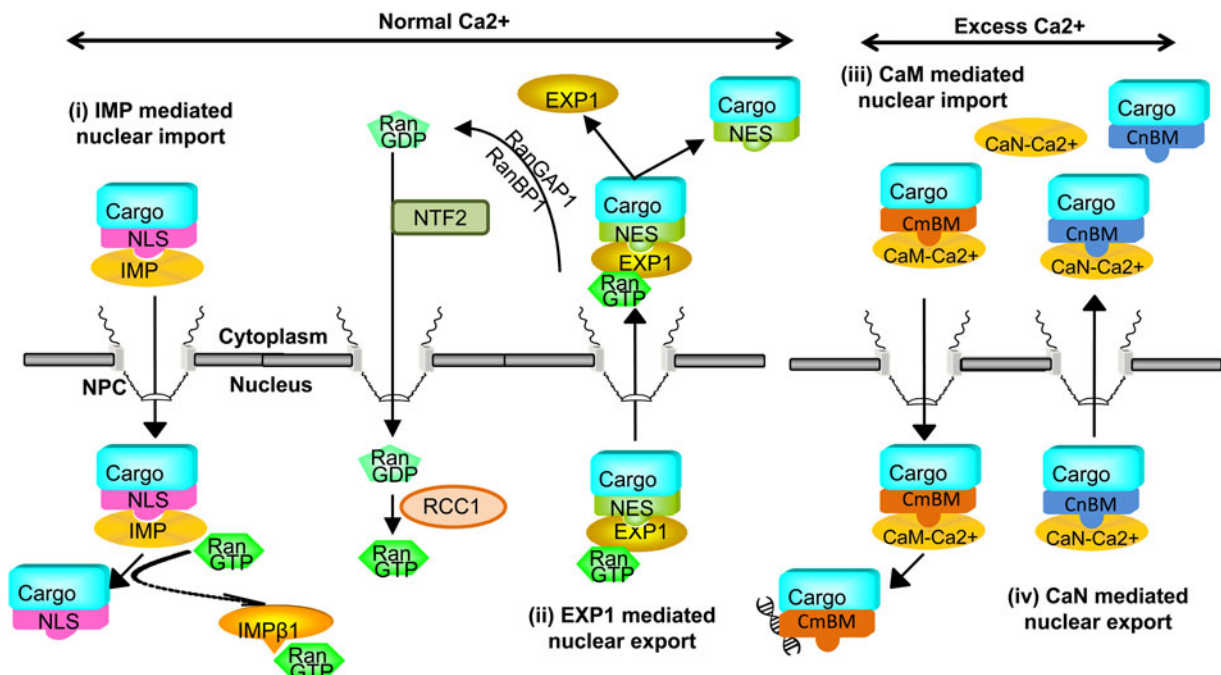 Normal Ca2+
Excess Ca2+
(i) IMP mediated
nuclear import
Cargo
NLS
IMP
Ran
GDP
NTF2
RanGAP1
RanBP1
EXP1
Cargo
NES
Cargo
NES
EXP1
Ran
GTP
(iii) CaM mediated
nuclear import
Cargo
CmBM
CaM-Ca2+
CaN-Ca2+
Cargo
CnBM
Cargo
CnBM
CaN-Ca2+
Cytoplasm
NPC
Nucleus
Cargo
NLS
IMP
Ran
GTP
Cargo
NLS
IMPβ1
Ran
GTP
Ran
GDP
RCC1
Ran
GTP
Cargo
NES
EXP1
Ran
GTP
(ii) EXP1 mediated
nuclear export
Cargo
CmBM
CaM-Ca2+
Cargo
CmBM
Cargo
CnBM
CaN-Ca2+
(iv) CaN mediated
nuclear export